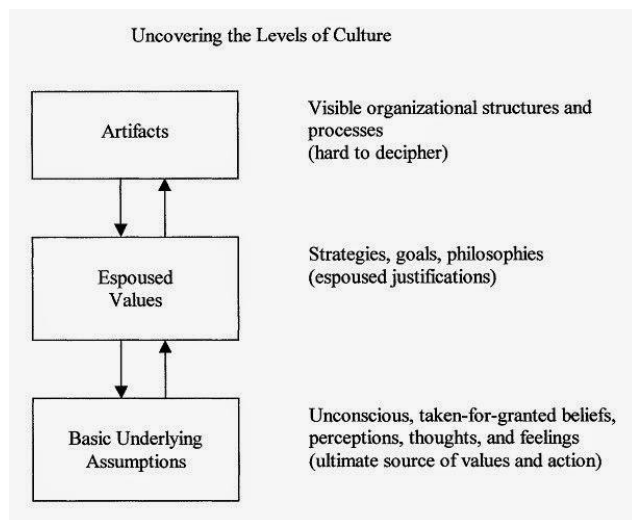 Uncovering the Levels of Culture
Artifacts
Visible organizational structures and
processes
(hard to decipher)
Espoused
Values
Strategies, goals, philosophies
(espoused justifications)
Basic Underlying
Assumptions
Unconscious, taken-for-granted beliefs,
perceptions, thoughts, and feelings
(ultimate source of values and action)